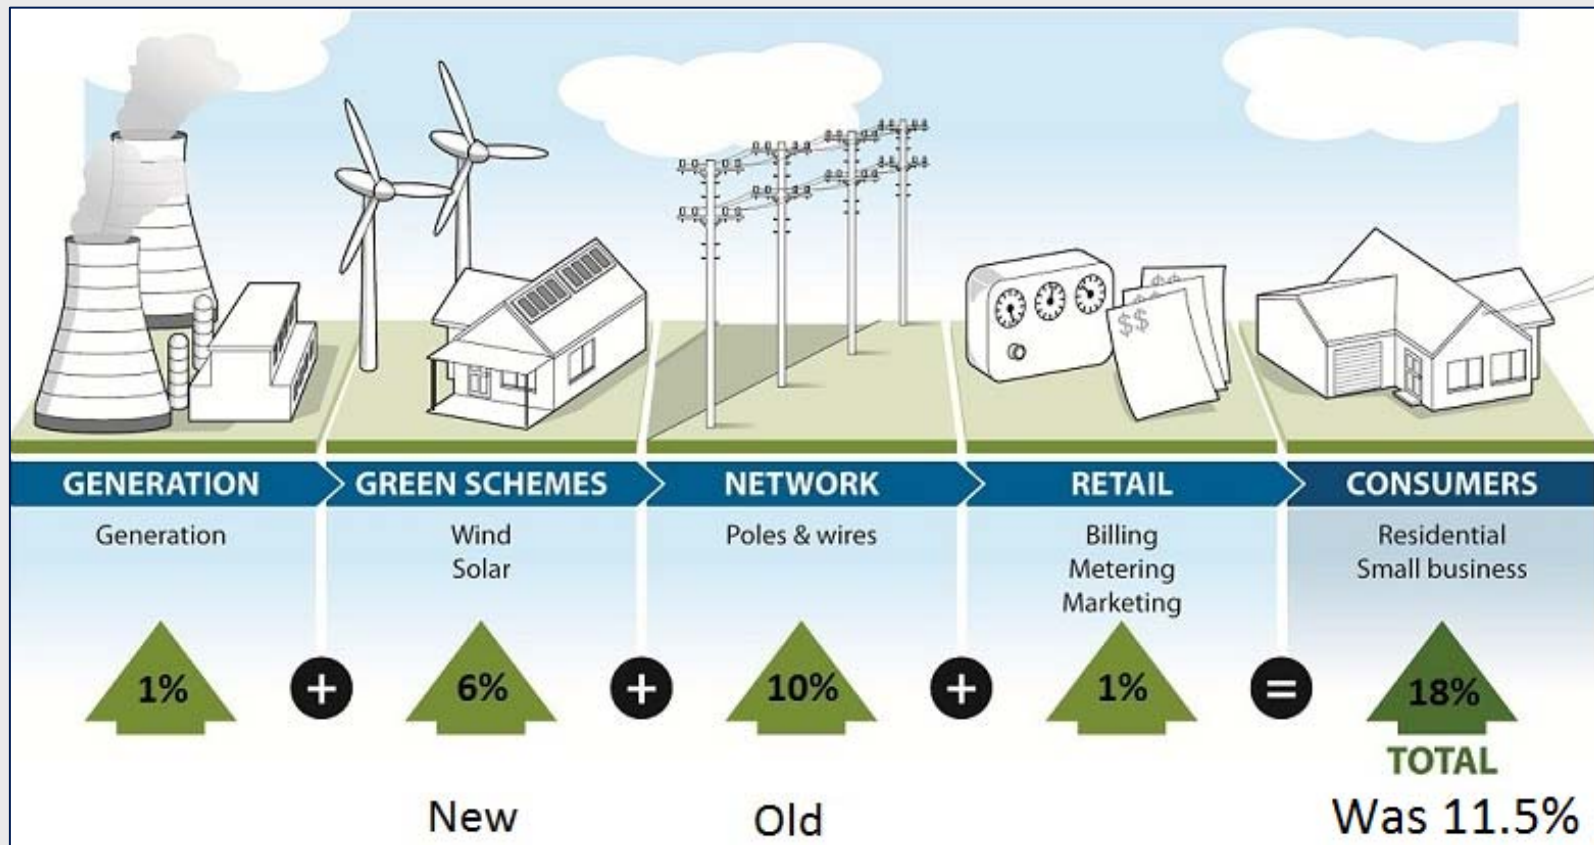 $$
$$
$$
GENERATION
GREEN SCHEMES
NETWORK
RETAIL
CONSUMERS
Generation
Wind
Solar
Poles & wires
Billing
Metering
Marketing
Residential
Small business
1%
+
6%
+
10%
+
1%
=
18%
TOTAL
New
Old
Was 11.5%